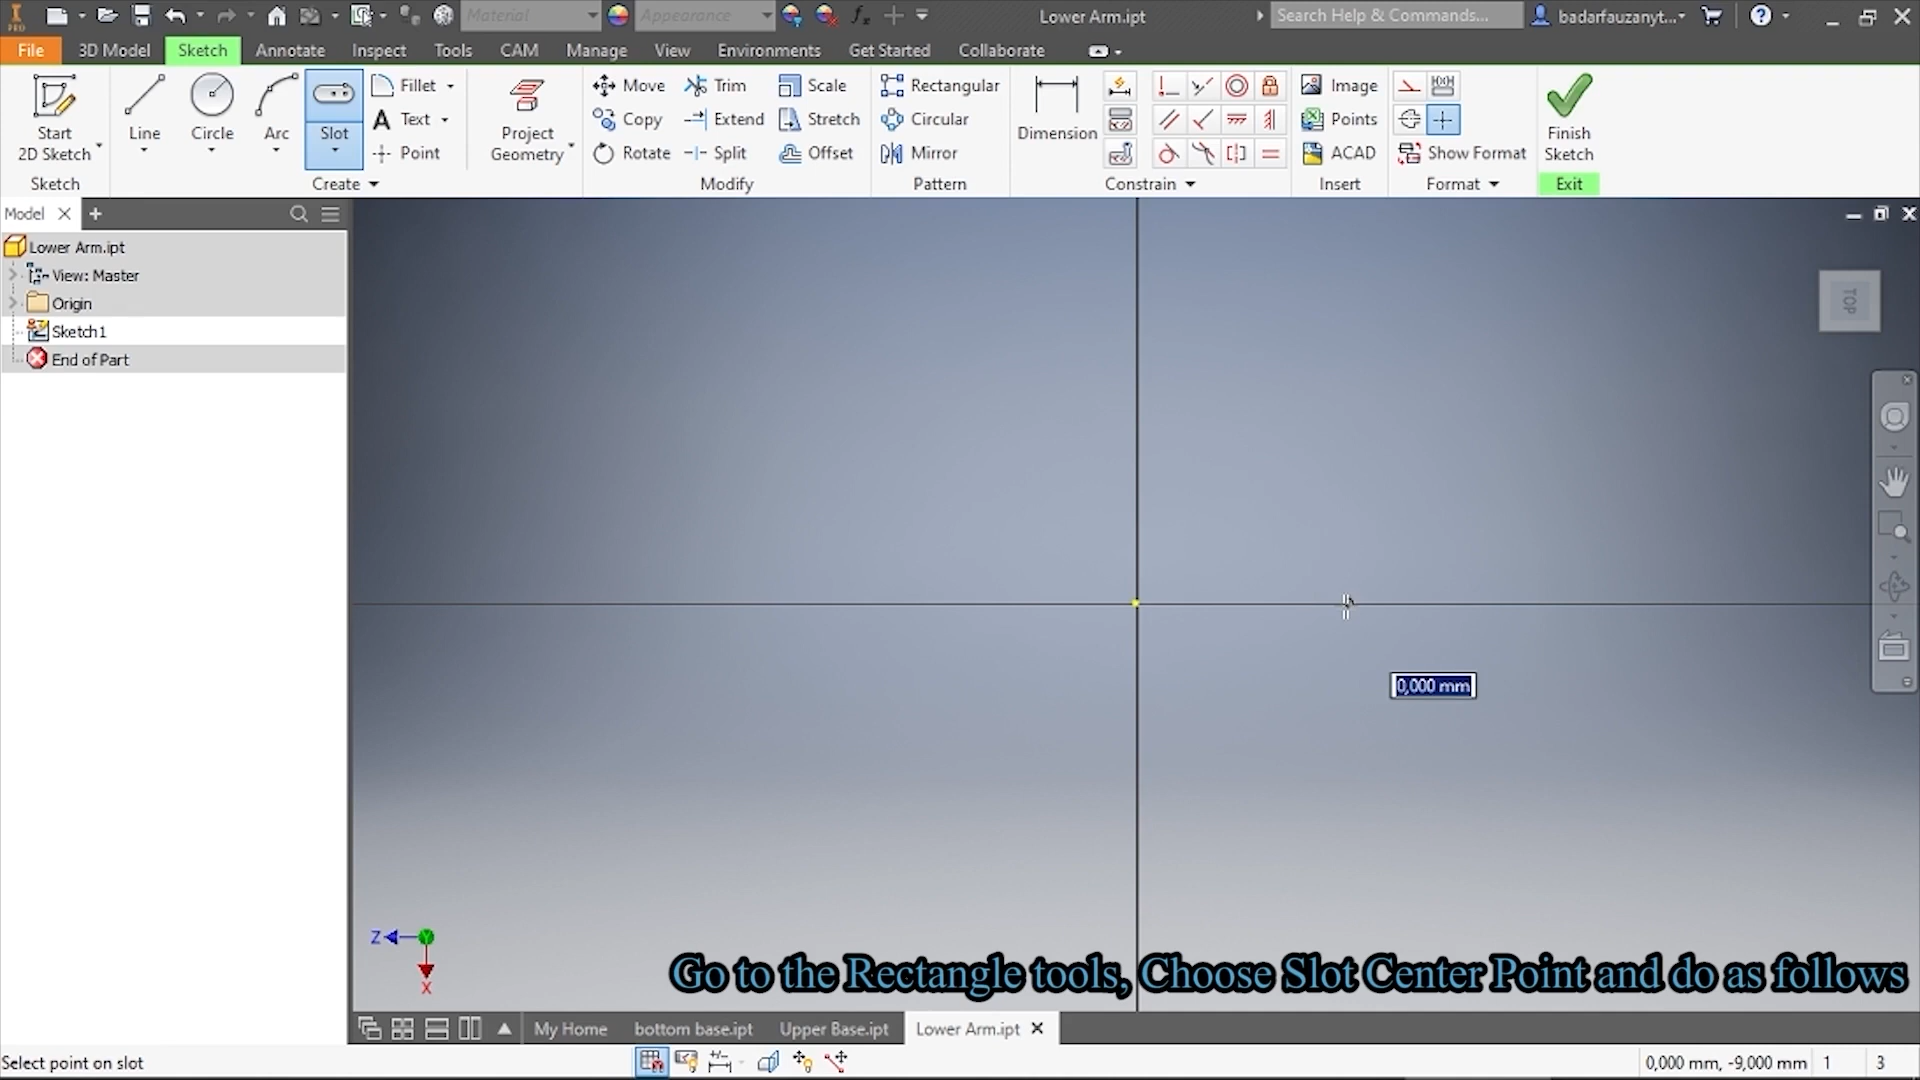 Material
Appearance
Lower Arm.ipt
Search Help & Commands...
badarfauzanyt...
File
3D Model
Sketch
Annotate
Inspect
Tools
CAM
Manage
View
Environments
Get Started
Collaborate
Start
2D Sketch
Line
Circle
Arc
Slot
Fillet
Text
Point
Project
Geometry
Move
Copy
Rotate
Trim
Extend
Split
Scale
Stretch
Offset
Rectangular
Circular
Mirror
Dimension
Image
Points
ACAD
Show Format
Finish
Sketch
Sketch
Create
Modify
Pattern
Constrain
Insert
Format
Exit
Model
Lower Arm.ipt
View: Master
Origin
Sketch1
End of Part
TOP
0,000 mm
Z
X
Go to the Rectangle tools, Choose Slot Center Point and do as follows
My Home
bottom base.ipt
Upper Base.ipt
Lower Arm.ipt
Select point on slot
0,000 mm, -9,000 mm
1
3